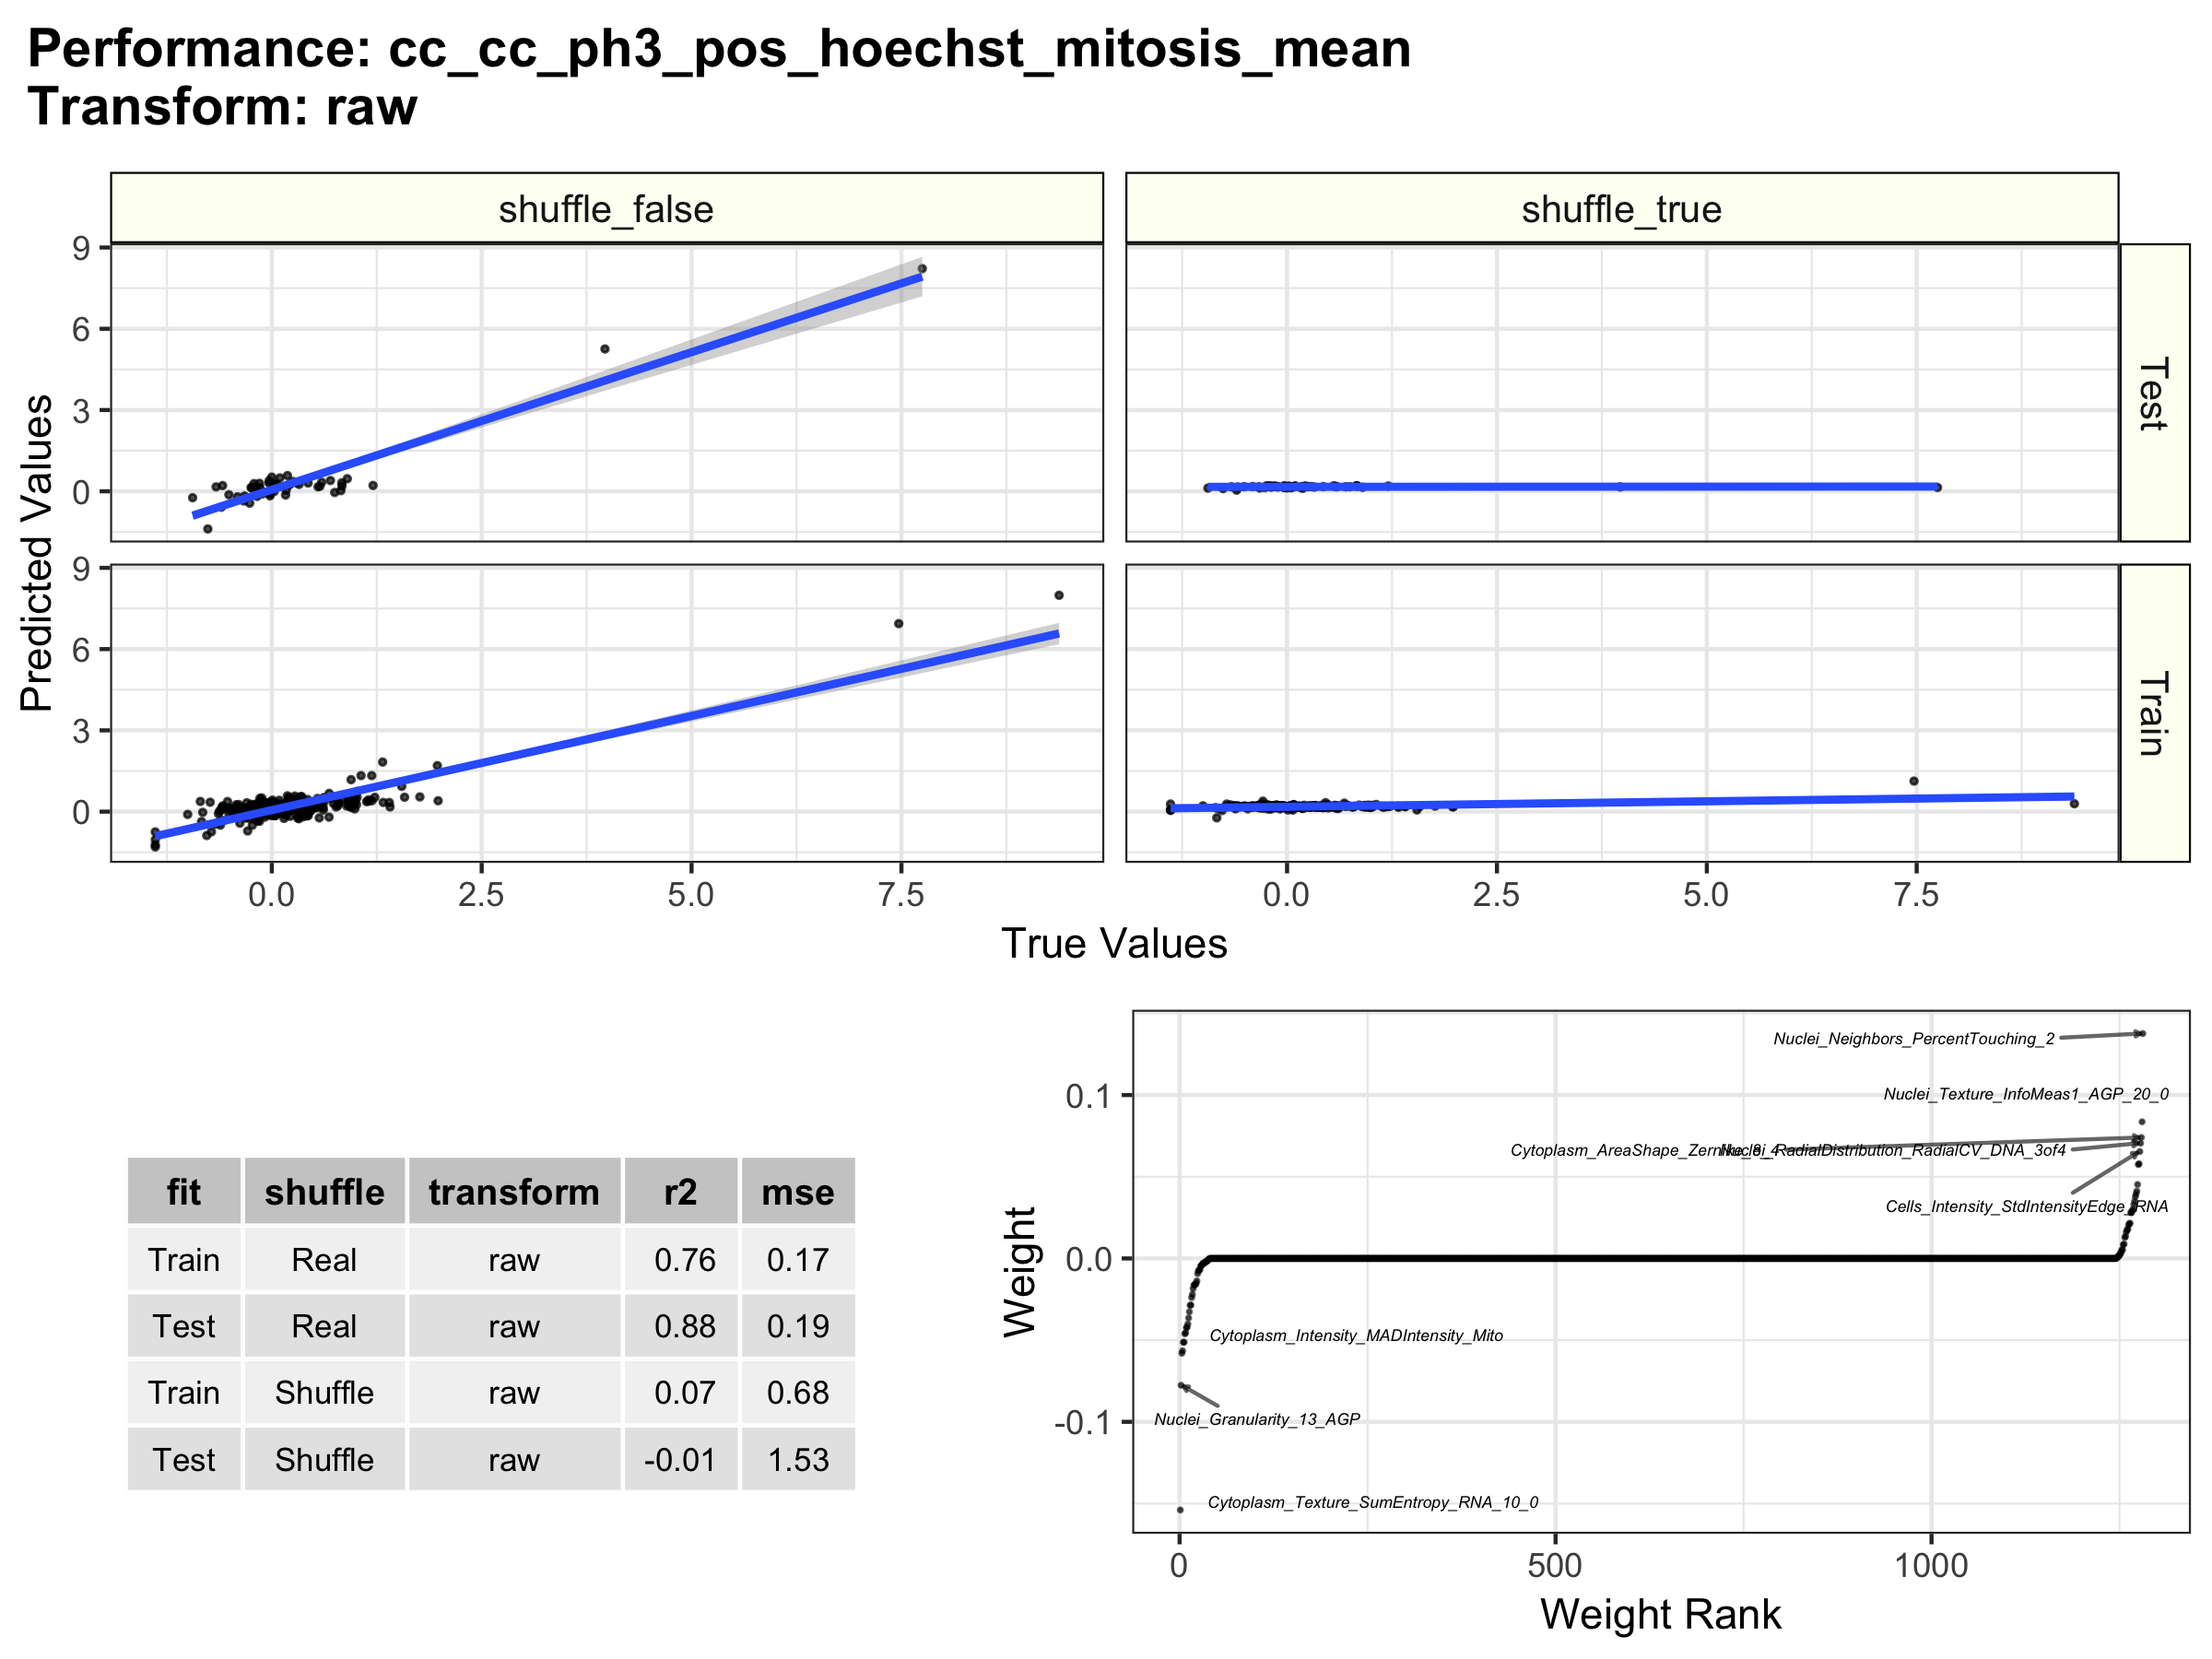 Performance: cc_cc_ph3_pos_hoechst_mitosis_mean
Transform: raw
shuffle_false
shuffle_true
9
6
3
0
Test
Predicted Values
9
6
3
0
Train
0.0 2.5 5.0 7.5
0.0 2.5 5.0 7.5
True Values
fit shuffle transform r2 mse
Train Real raw 0.76 0.17
Test Real raw 0.88 0.19
Train Shuffle raw 0.07 0.68
Test Shuffle raw -0.01 1.53
Weight
0.1
0.0
-0.1
Nuclei_Neighbors_PercentTouching_2
Nuclei_Texture_InfoMeas1_AGP_20_0
Cytoplasm_AreaShape_Zernike_8_4
Nuclei_RadialDistribution_RadialCV_DNA_3of4
Cells_Intensity_StdIntensityEdge_RNA
Cytoplasm_Intensity_MADIntensity_Mito
Nuclei_Granularity_13_AGP
Cytoplasm_Texture_SumEntropy_RNA_10_0
0 500 1000
Weight Rank